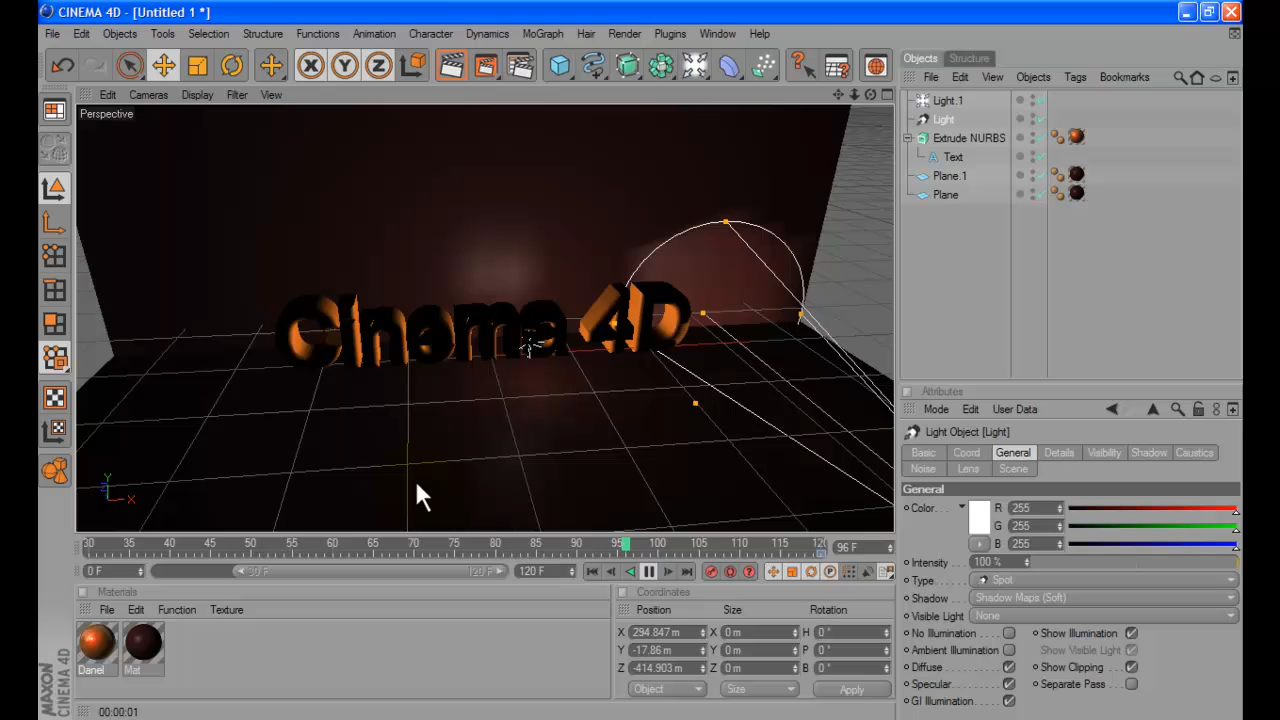 CINEMA 4D - [Untitled 1 *]
File Edit Objects Tools Selection Structure Functions Animation Character Dynamics MoGraph Hair Render Plugins Window Help
X Y Z
Edit Cameras Display Filter View
Perspective
Cinema 4D
Y
Z
X
30 35 40 45 50 55 60 65 70 75 80 85 90 95 100 105 110 115 120 96 F
0 F 30 F 120 F 120 F
Materials
File Edit Function Texture
Danel Mat
MAXON
CINEMA 4D
00:00:01
Coordinates
Position Size Rotation
X 294.847 m X 0 m H 0 °
Y -17.86 m Y 0 m P 0 °
Z -414.903 m Z 0 m B 0 °
Object Size Apply
Objects Structure
File Edit View Objects Tags Bookmarks
Light.1
Light
Extrude NURBS
Text
Plane.1
Plane
Attributes
Mode Edit User Data
Light Object [Light]
Basic Coord General Details Visibility Shadow Caustics
Noise Lens Scene
General
Color. . . R 255
G 255
B 255
Intensity 100 %
Type. . Spot
Shadow. Shadow Maps (Soft)
Visible Light None
No Illumination . . . . Show Illumination
Ambient Illumination Show Visible Light
Diffuse . . . . . . . . . Show Clipping . .
Specular. . . . . . . . Separate Pass . .
GI Illumination . . . .